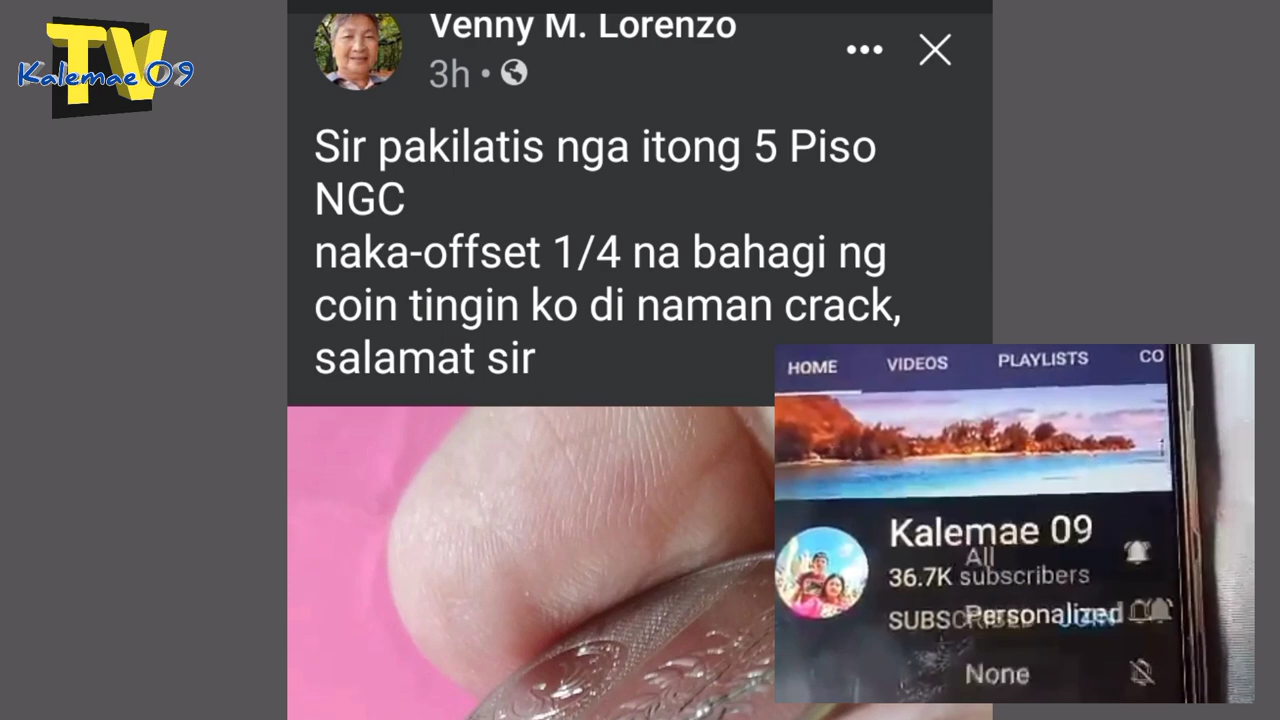 TV
Kalemae 09
Venny M. Lorenzo
3h •
Sir pakilatis nga itong 5 Piso
NGC
naka-offset 1/4 na bahagi ng
coin tingin ko di naman crack,
salamat sir
HOME VIDEOS PLAYLISTS CO
Kalemae 09
All
36.7K subscribers
Personalized
None